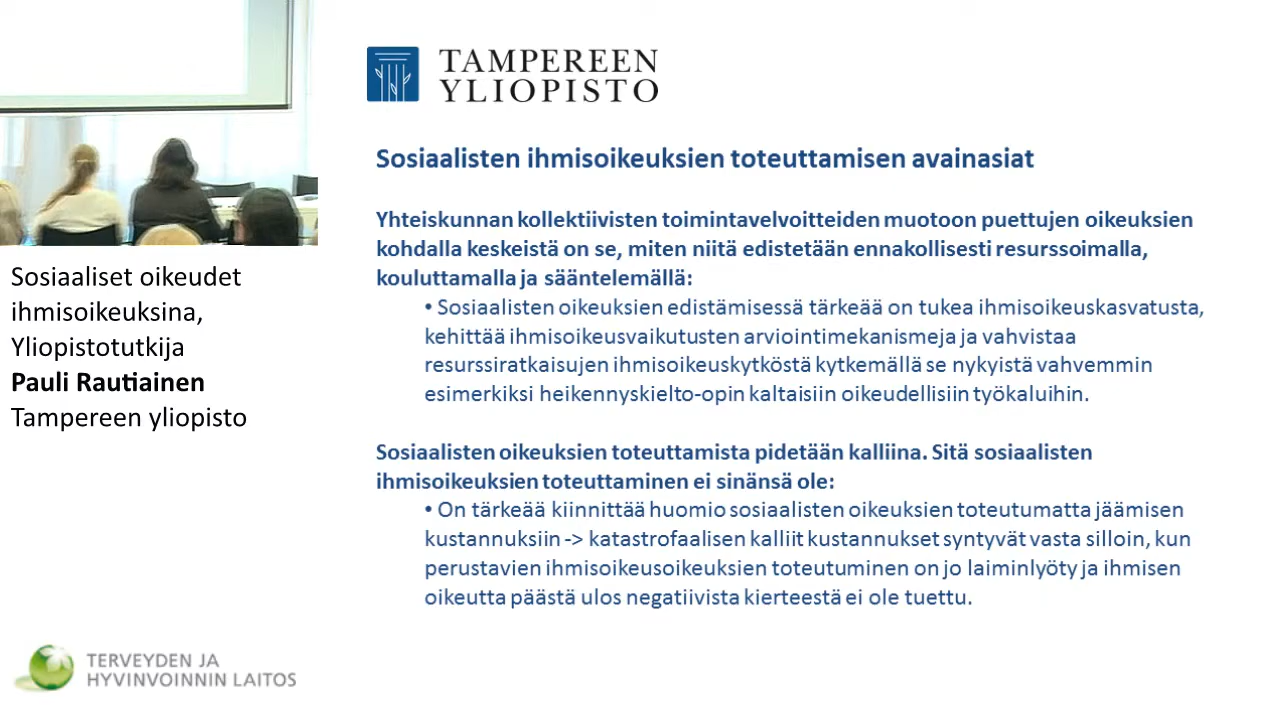 TAMPEREEN
YLIOPISTO
Sosiaalisten ihmisoikeuksien toteuttamisen avainasiat
Yhteiskunnan kollektiivisten toimintavelvoitteiden muotoon puettujen oikeuksien
kohdalla keskeistä on se, miten niitä edistetään ennakollisesti resurssoimalla,
kouluttamalla ja sääntelemällä:
• Sosiaalisten oikeuksien edistämisessä tärkeää on tukea ihmisoikeuskasvatusta,
kehittää ihmisoikeusvaikutusten arviointimekanismeja ja vahvistaa
resurssiratkaisujen ihmisoikeuskytköstä kytkemällä se nykyistä vahvemmin
esimerkiksi heikennyskielto-opin kaltaisiin oikeudellisiin työkaluihin.
Sosiaalisten oikeuksien toteuttamista pidetään kalliina. Sitä sosiaalisten
ihmisoikeuksien toteuttaminen ei sinänsä ole:
• On tärkeää kiinnittää huomio sosiaalisten oikeuksien toteutumatta jäämisen
kustannuksiin -> katastrofaalisen kalliit kustannukset syntyvät vasta silloin, kun
perustavien ihmisoikeusoikeuksien toteutuminen on jo laiminlyöty ja ihmisen
oikeutta päästä ulos negatiivista kierteestä ei ole tuettu.
Sosiaaliset oikeudet
ihmisoikeuksina,
Yliopistotutkija
Pauli Rautiainen
Tampereen yliopisto
TERVEYDEN JA
HYVINVOINNIN LAITOS